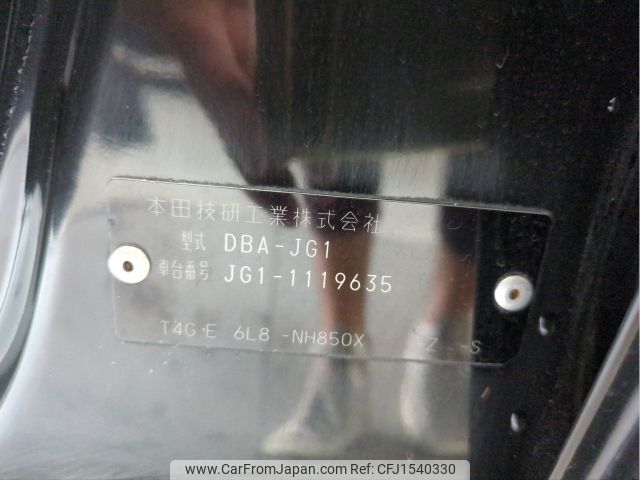 本田技研工業株式会社
型式 DBA-JG1
車台番号 JG1-1119635
T4G·E 6L8 -NH850X Z -S
www.CarFromJapan.com | CFJ1540330